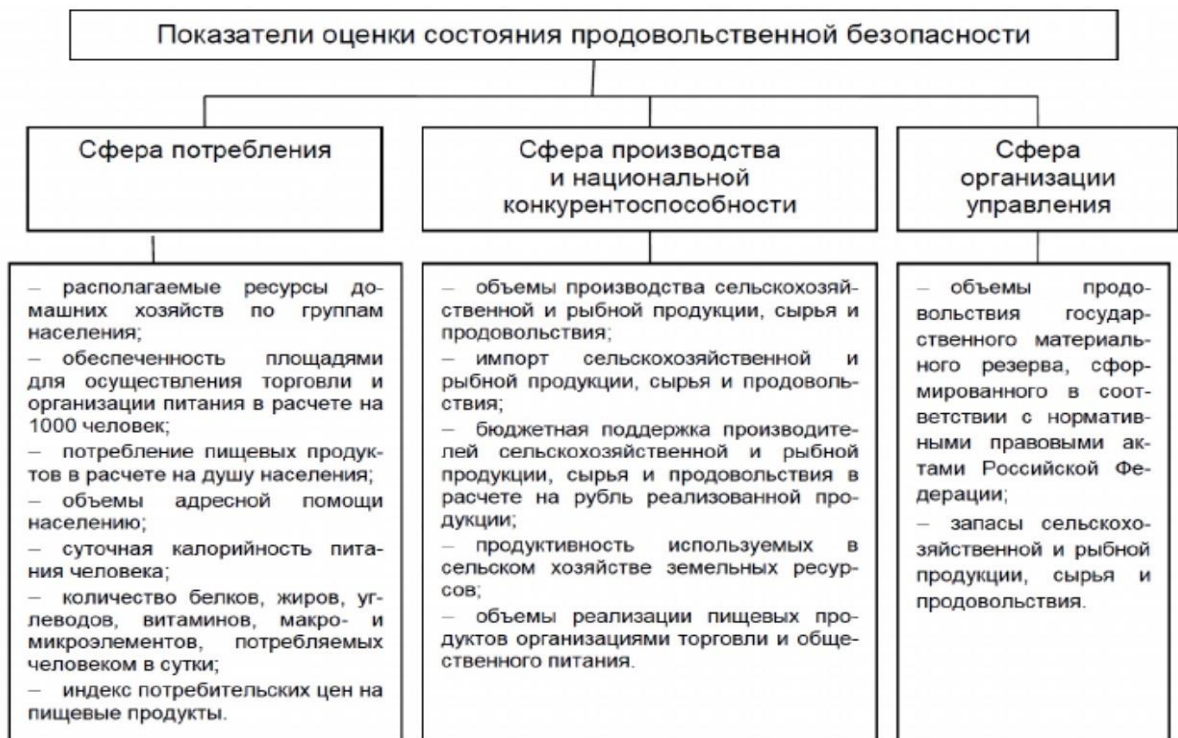 Показатели оценки состояния продовольственной безопасности
Сфера потребления
Сфера производства
и национальной
конкурентоспособности
Сфера
организации
управления
– располагаемые ресурсы до-
машних хозяйств по группам
населения;
– обеспеченность площадями
для осуществления торговли и
организации питания в расчете на
1000 человек;
– потребление пищевых продук-
тов в расчете на душу населения;
– объемы адресной помощи
населению;
– суточная калорийность пита-
ния человека;
– количество белков, жиров, уг-
леводов, витаминов, макро- и
микроэлементов, потребляемых
человеком в сутки;
– индекс потребительских цен на
пищевые продукты.
– объемы производства сельскохозяй-
ственной и рыбной продукции, сырья и
продовольствия;
– импорт сельскохозяйственной и
рыбной продукции, сырья и продоволь-
ствия;
– бюджетная поддержка производите-
лей сельскохозяйственной и рыбной
продукции, сырья и продовольствия в
расчете на рубль реализованной про-
дукции;
– продуктивность используемых в
сельском хозяйстве земельных ресур-
сов;
– объемы реализации пищевых про-
дуктов организациями торговли и обще-
ственного питания.
– объемы продо-
вольствия государ-
ственного материаль-
ного резерва, сфор-
мированного в соот-
ветствии с норматив-
ными правовыми ак-
тами Российской Фе-
дерации;
– запасы сельскохо-
зяйственной и рыбной
продукции, сырья и
продовольствия.